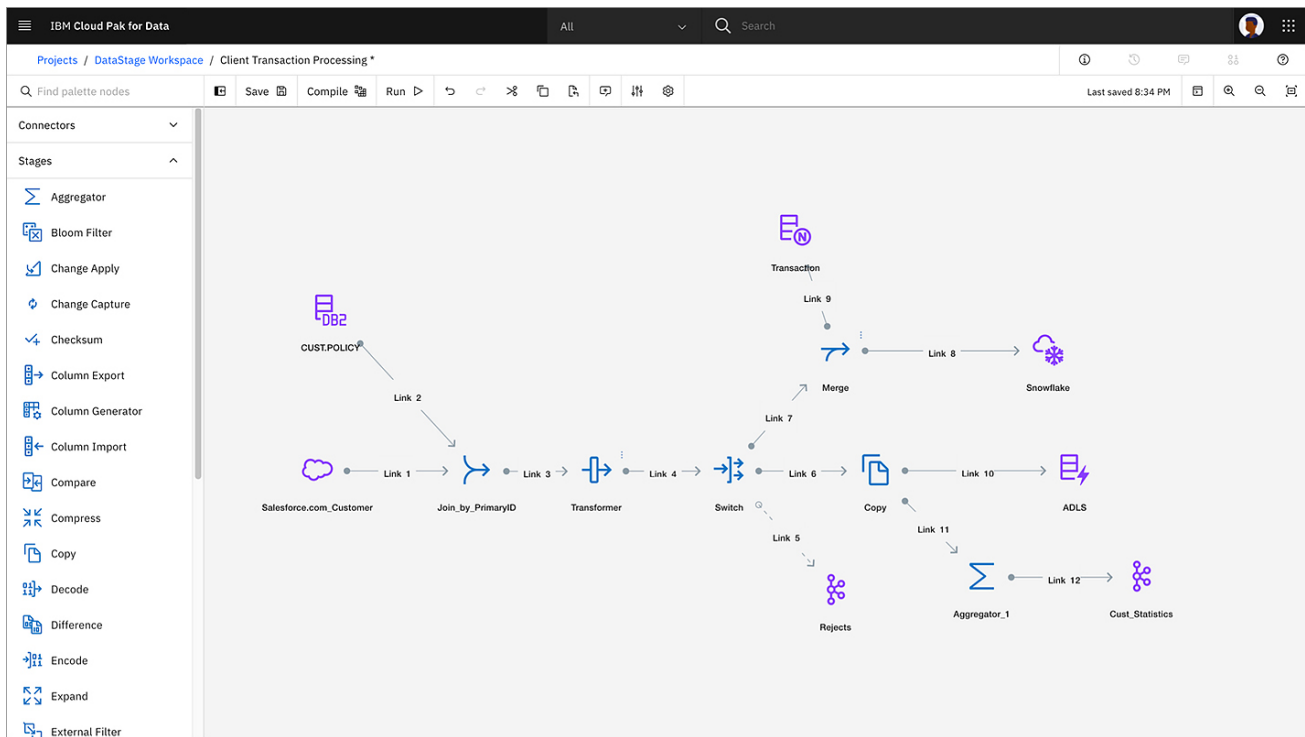 IBM Cloud Pak for Data
All
Search
Projects / DataStage Workspace / Client Transaction Processing *
Find palette nodes
Save
Compile
Run
Last saved 8:34 PM
Connectors
Stages
Aggregator
Bloom Filter
Change Apply
Change Capture
Checksum
Column Export
Column Generator
Column Import
Compare
Compress
Copy
Decode
Difference
Encode
Expand
External Filter
N
Transaction
Link 9
DB2
CUST.POLICY
Link 8
Merge
Snowflake
Link 2
Link 7
Link 1
Link 3
Link 4
Link 6
Link 10
Salesforce.com_Customer
Join_by_PrimaryID
Transformer
Switch
Copy
ADLS
Link 5
Link 11
Link 12
Rejects
Aggregator_1
Cust_Statistics